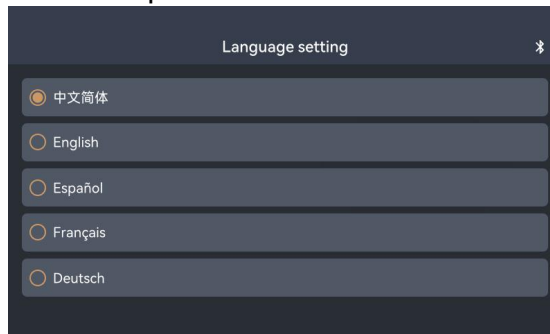 Language setting
中文简体
English
Español
Français
Deutsch